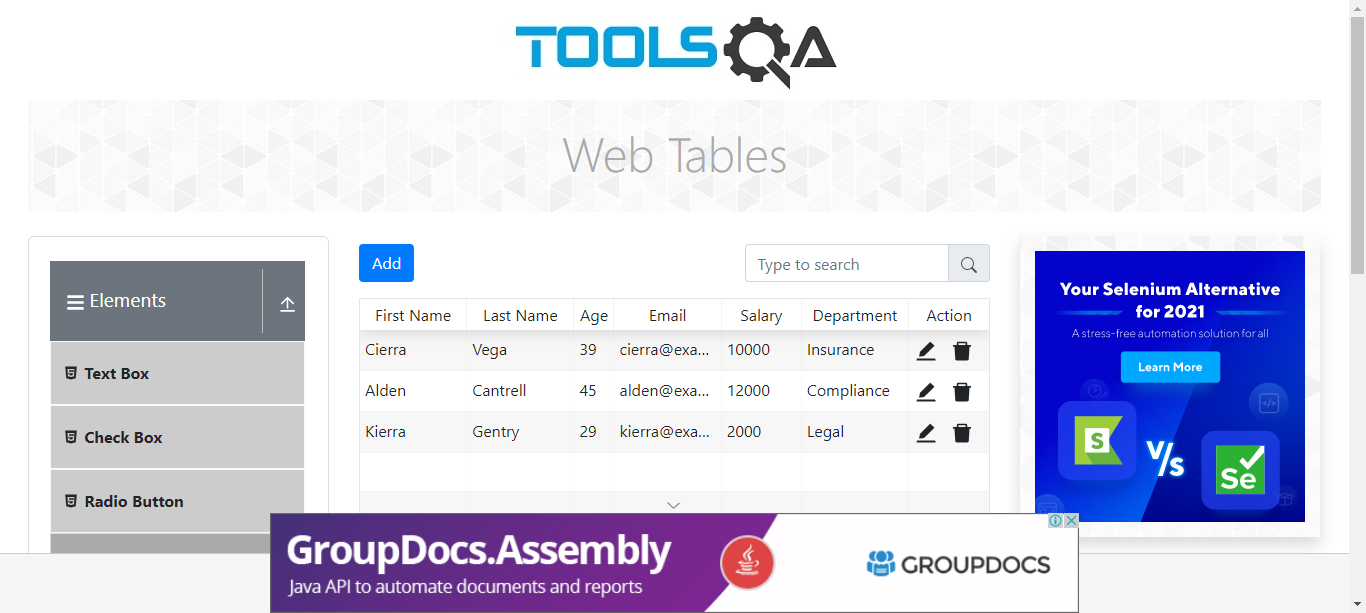 TOOLSQA
Web Tables
Elements
Text Box
Check Box
Radio Button
Add
Type to search
First Name Last Name Age Email Salary Department Action
Cierra Vega 39 cierra@exa... 10000 Insurance
Alden Cantrell 45 alden@exa... 12000 Compliance
Kierra Gentry 29 kierra@exa... 2000 Legal
Your Selenium Alternative
for 2021
A stress-free automation solution for all
Learn More
S
V/s
Se
GroupDocs.Assembly
Java API to automate documents and reports
GROUPDOCS